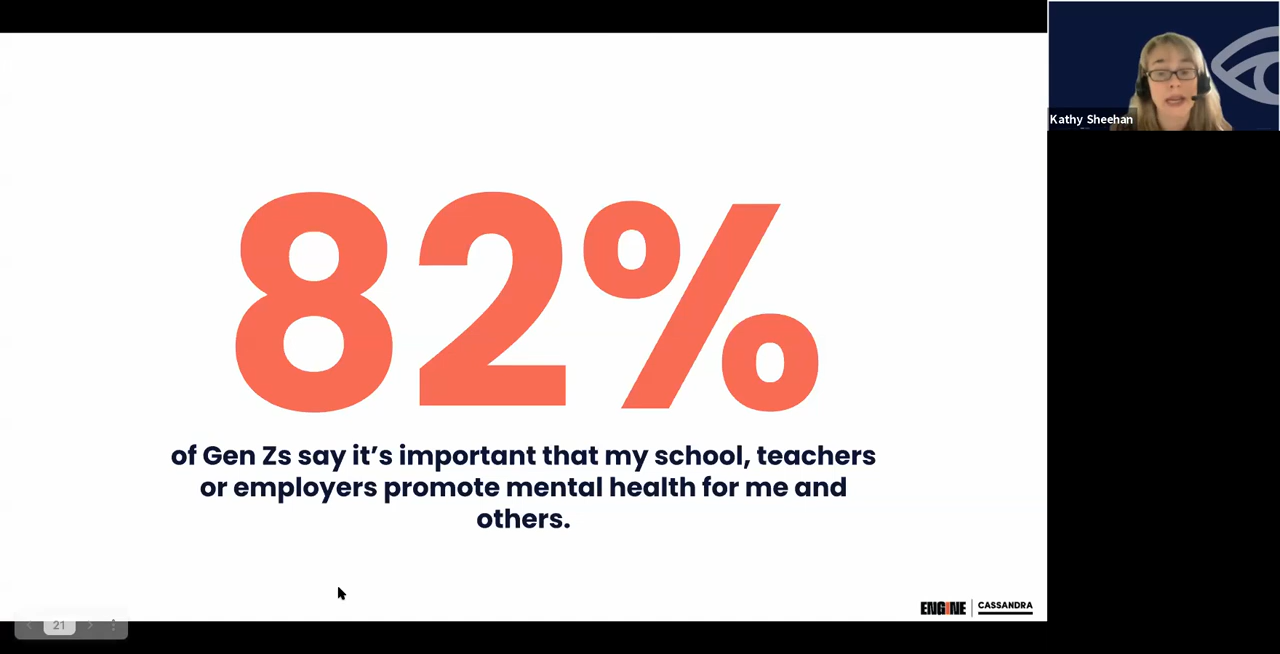 82%
of Gen Zs say it’s important that my school, teachers
or employers promote mental health for me and
others.
ENGINE | CASSANDRA
21
Kathy Sheehan